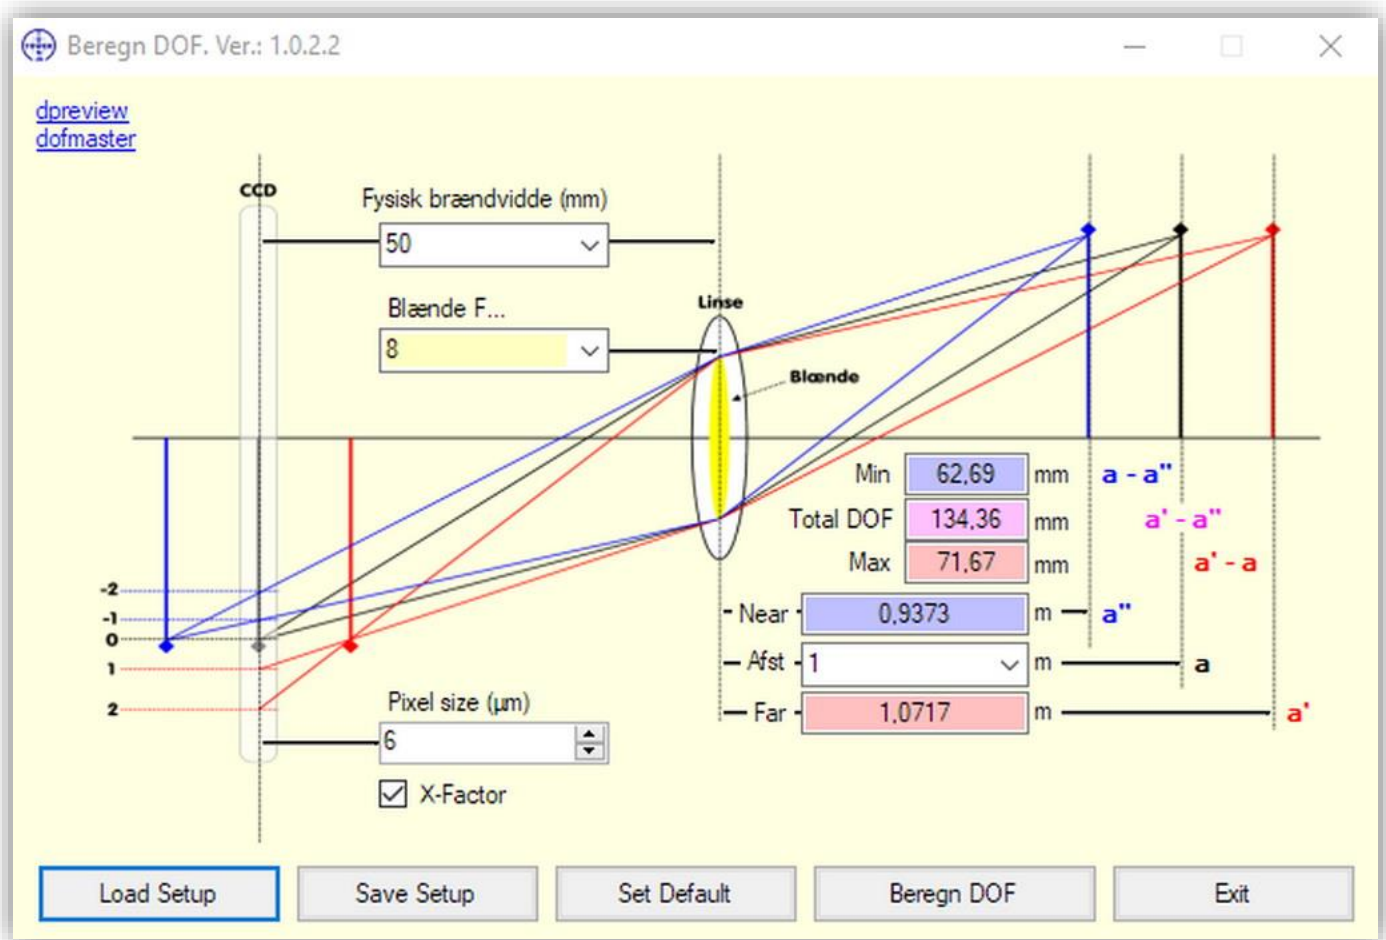 Beregn DOF. Ver.: 1.0.2.2
dpreview
dofmaster
CCD
Fysisk brændvidde (mm)
50
Blænde F...
8
Linse
Blænde
Min 62,69 mm a - a"
Total DOF 134,36 mm a' - a"
Max 71,67 mm a' - a
-2
-1
0
1
2
Near 0,9373 m a"
Afst 1 m a
Far 1,0717 m a'
Pixel size (µm)
6
X-Factor
Load Setup Save Setup Set Default Beregn DOF Exit